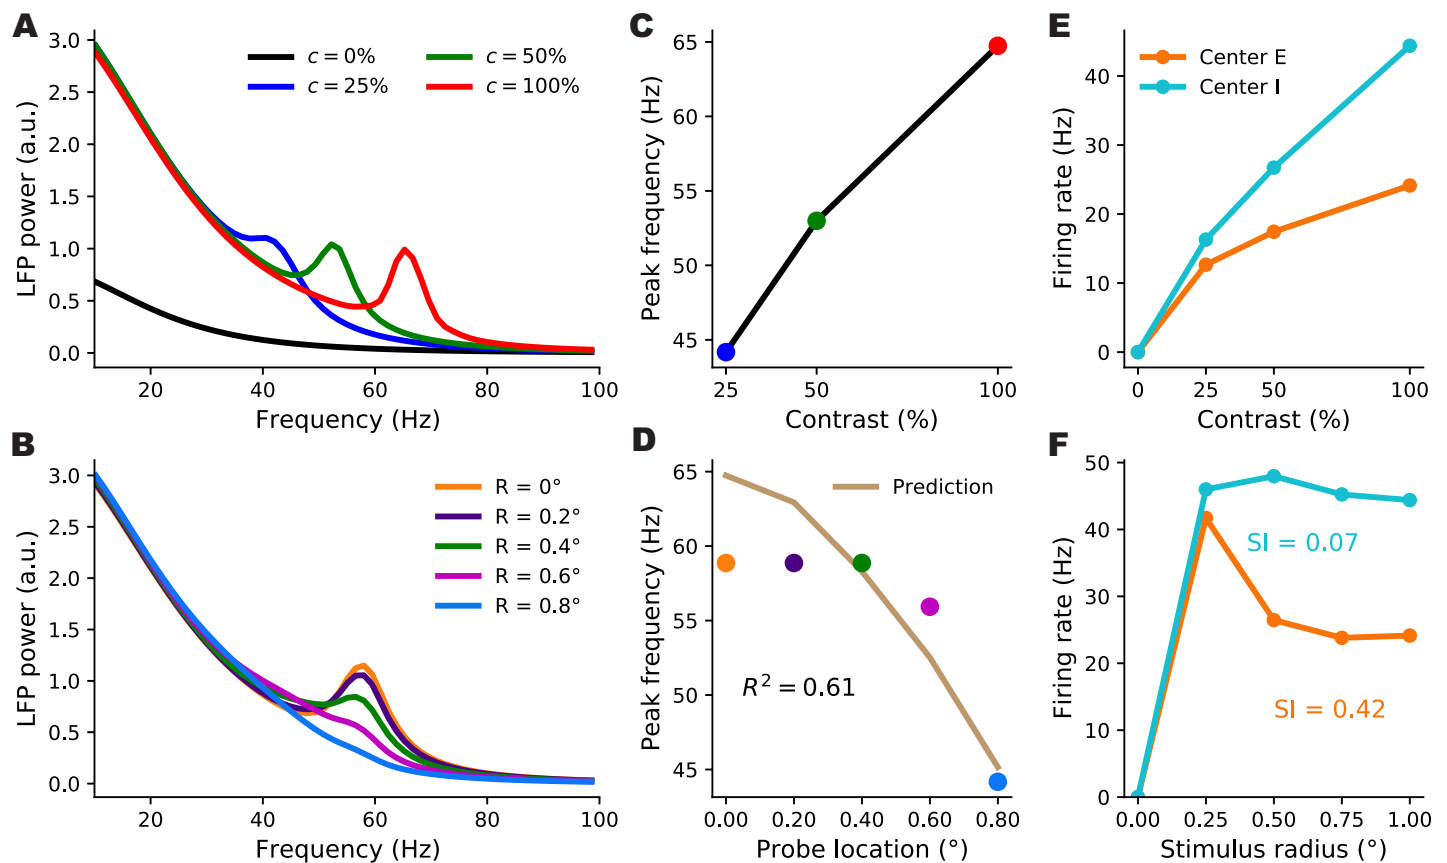 A
c = 0%
c = 25%
c = 50%
c = 100%
3.0
2.5
2.0
1.5
1.0
0.5
0.0
LFP power (a.u.)
20 40 60 80 100
Frequency (Hz)
B
R = 0°
R = 0.2°
R = 0.4°
R = 0.6°
R = 0.8°
3.0
2.5
2.0
1.5
1.0
0.5
0.0
LFP power (a.u.)
20 40 60 80 100
Frequency (Hz)
C
65
60
55
50
45
Peak frequency (Hz)
25 50 100
Contrast (%)
D
Prediction
65
60
55
50
45
Peak frequency (Hz)
R² = 0.61
0.00 0.20 0.40 0.60 0.80
Probe location (°)
E
Center E
Center I
40
30
20
10
0
Firing rate (Hz)
0 25 50 100
Contrast (%)
F
50
40
30
20
10
0
Firing rate (Hz)
SI = 0.07
SI = 0.42
0.00 0.25 0.50 0.75 1.00
Stimulus radius (°)